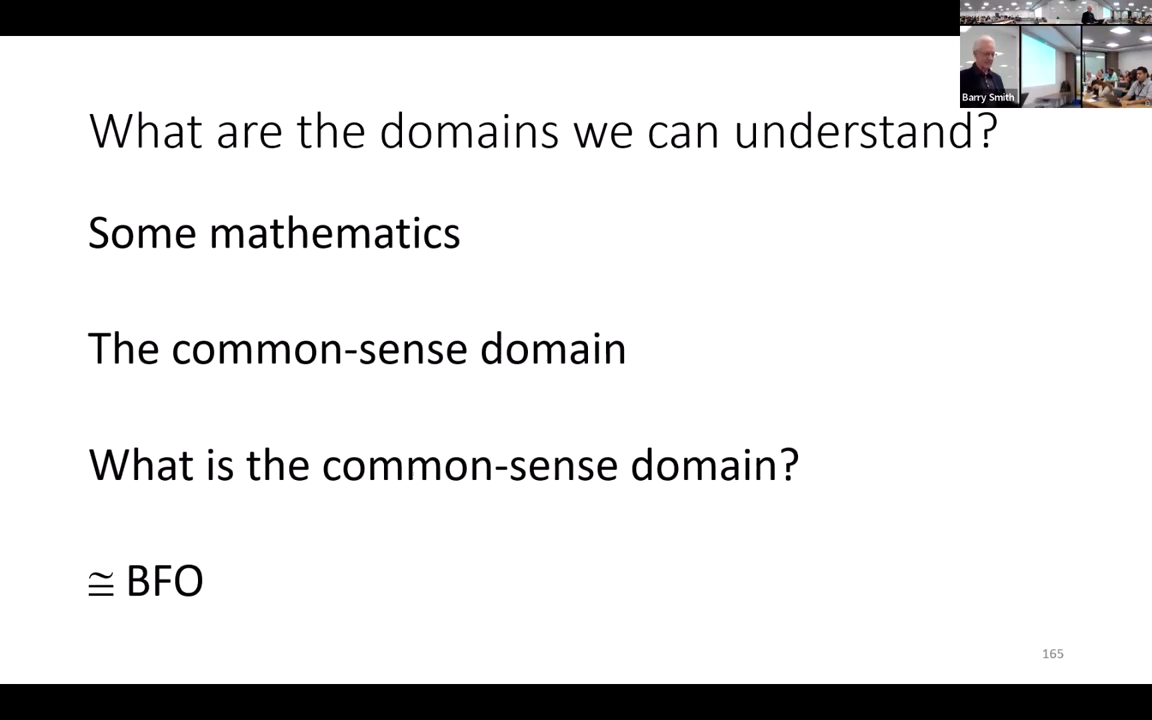 Barry Smith
What are the domains we can understand?
Some mathematics
The common-sense domain
What is the common-sense domain?
≅ BFO
165